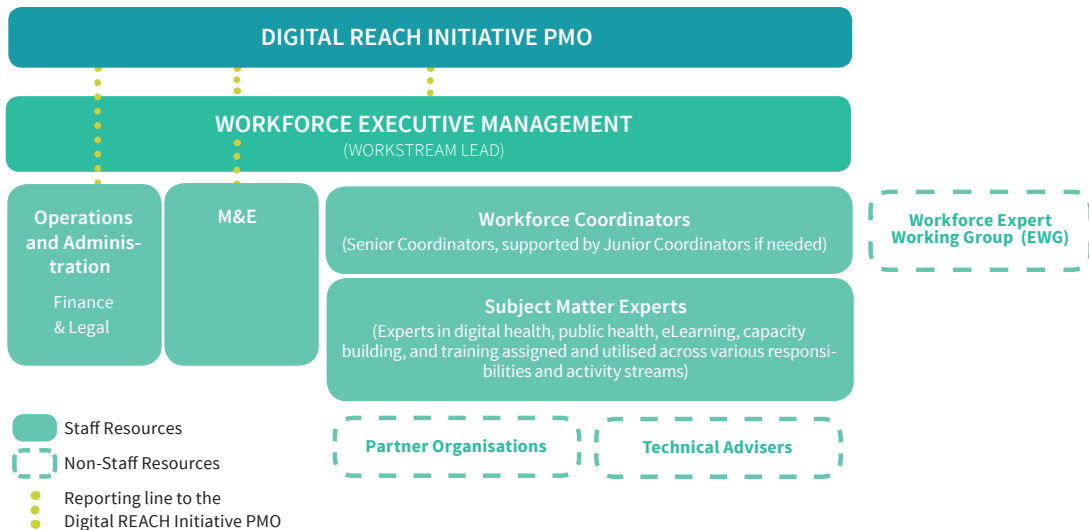 DIGITAL REACH INITIATIVE PMO
WORKFORCE EXECUTIVE MANAGEMENT
(WORKSTREAM LEAD)
Operations
and Adminis-
tration
Finance
& Legal
M&E
Workforce Coordinators
(Senior Coordinators, supported by Junior Coordinators if needed)
Workforce Expert
Working Group (EWG)
Subject Matter Experts
(Experts in digital health, public health, eLearning, capacity
building, and training assigned and utilised across various responsi-
bilities and activity streams)
Partner Organisations
Technical Advisers
Staff Resources
Non-Staff Resources
Reporting line to the
Digital REACH Initiative PMO